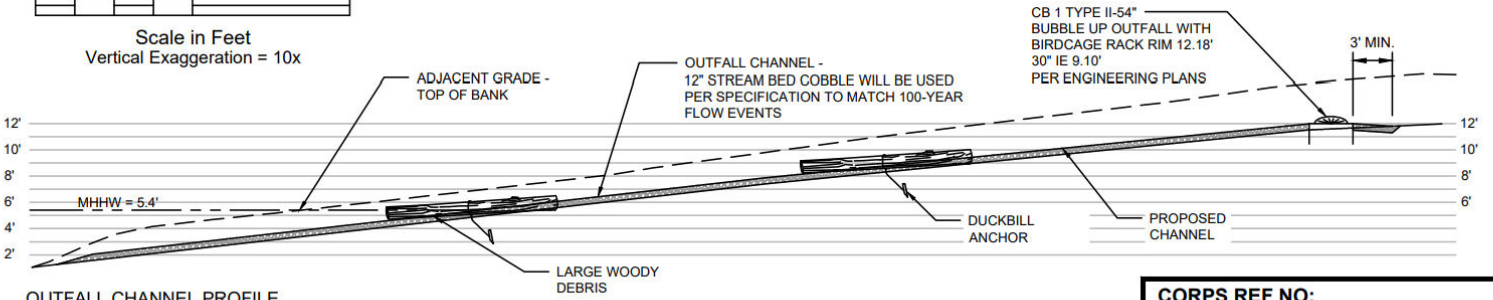 Scale in Feet
Vertical Exaggeration = 10x
ADJACENT GRADE -
TOP OF BANK
OUTFALL CHANNEL -
12" STREAM BED COBBLE WILL BE USED
PER SPECIFICATION TO MATCH 100-YEAR
FLOW EVENTS
CB 1 TYPE II-54"
BUBBLE UP OUTFALL WITH
BIRDCAGE RACK RIM 12.18'
30" IE 9.10'
PER ENGINEERING PLANS
3' MIN.
12'
10'
8'
6'
4'
2'
MHHW = 5.4'
12'
10'
8'
6'
LARGE WOODY
DEBRIS
DUCKBILL
ANCHOR
PROPOSED
CHANNEL
OUTFALL CHANNEL PROFILE
CORPS REF NO: